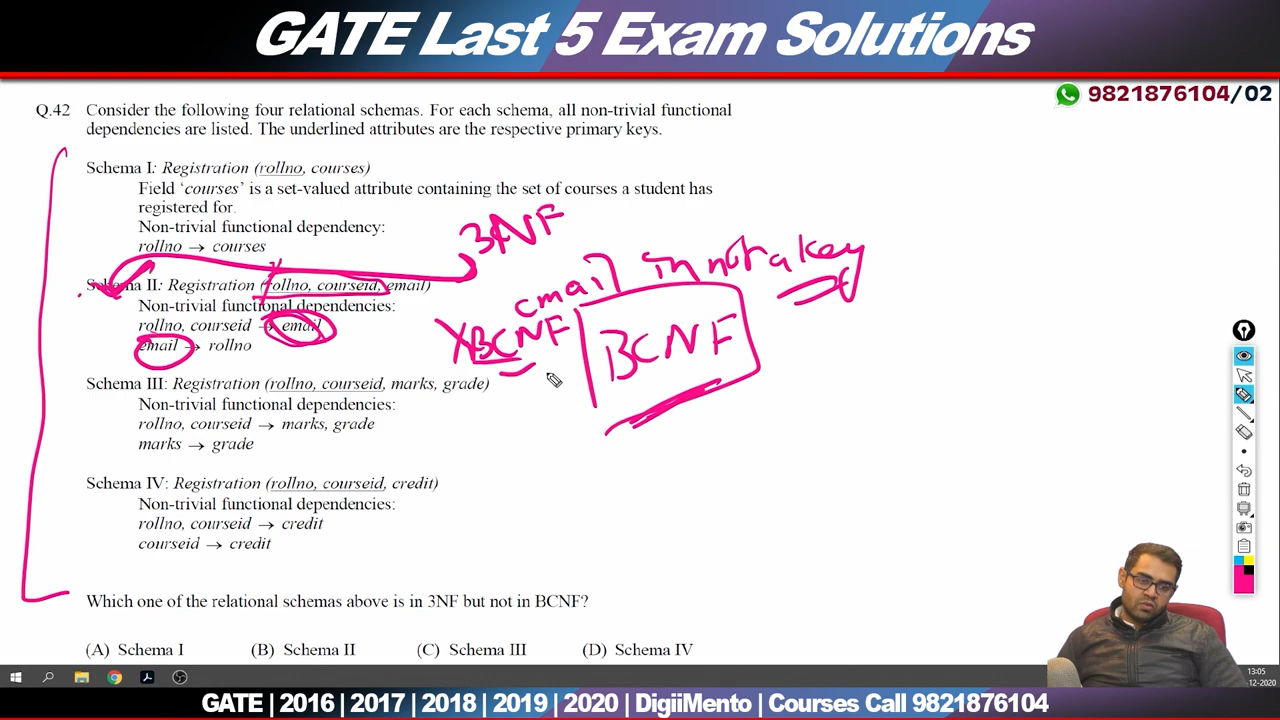 GATE Last 5 Exam Solutions
9821876104/02
Q.42 Consider the following four relational schemas. For each schema, all non-trivial functional
dependencies are listed. The underlined attributes are the respective primary keys.
Schema I: Registration (rollno, courses)
Field ‘courses’ is a set-valued attribute containing the set of courses a student has
registered for.
Non-trivial functional dependency:
rollno → courses
3NF
email in not a key
Schema II: Registration (rollno, courseid, email)
Non-trivial functional dependencies:
rollno, courseid → email
XBCNF
BCNF
email → rollno
Schema III: Registration (rollno, courseid, marks, grade)
Non-trivial functional dependencies:
rollno, courseid → marks, grade
marks → grade
Schema IV: Registration (rollno, courseid, credit)
Non-trivial functional dependencies:
rollno, courseid → credit
courseid → credit
Which one of the relational schemas above is in 3NF but not in BCNF?
(A) Schema I (B) Schema II (C) Schema III (D) Schema IV
13:05
-12-2020
GATE | 2016 | 2017 | 2018 | 2019 | 2020 | DigiiMento | Courses Call 9821876104